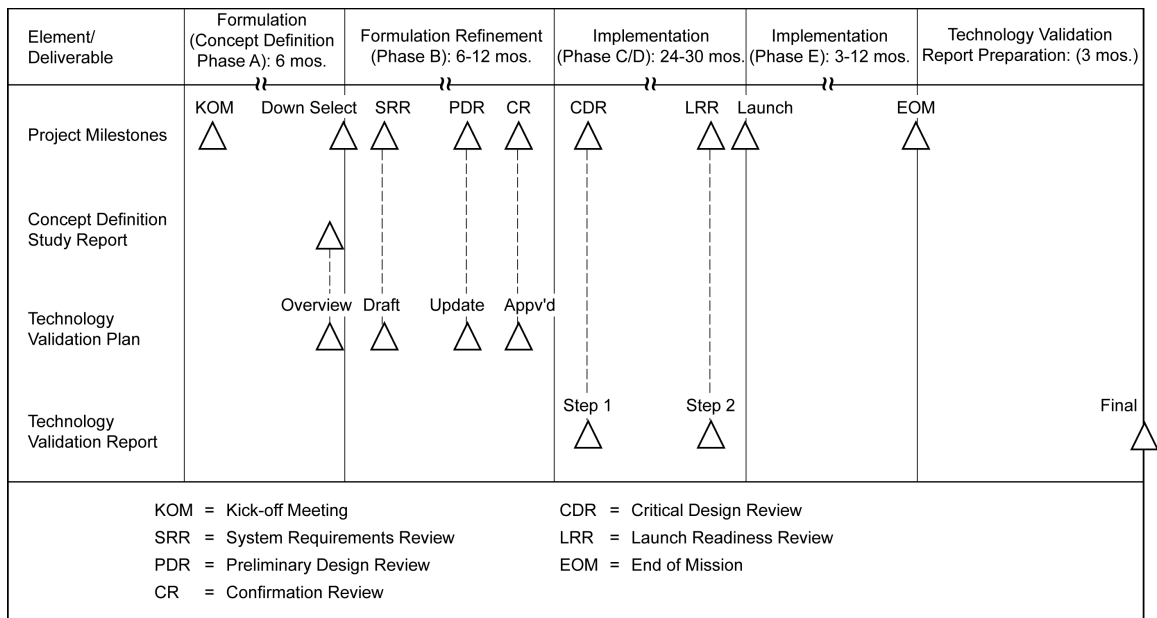 Element/
Deliverable
Formulation
(Concept Definition
Phase A): 6 mos.
Formulation Refinement
(Phase B): 6-12 mos.
Implementation
(Phase C/D): 24-30 mos.
Implementation
(Phase E): 3-12 mos.
Technology Validation
Report Preparation: (3 mos.)
Project Milestones
KOM
Down Select
SRR
PDR
CR
CDR
LRR
Launch
EOM
Concept Definition
Study Report
Technology
Validation Plan
Overview
Draft
Update
Appv'd
Technology
Validation Report
Step 1
Step 2
Final
KOM = Kick-off Meeting
SRR = System Requirements Review
PDR = Preliminary Design Review
CR = Confirmation Review
CDR = Critical Design Review
LRR = Launch Readiness Review
EOM = End of Mission